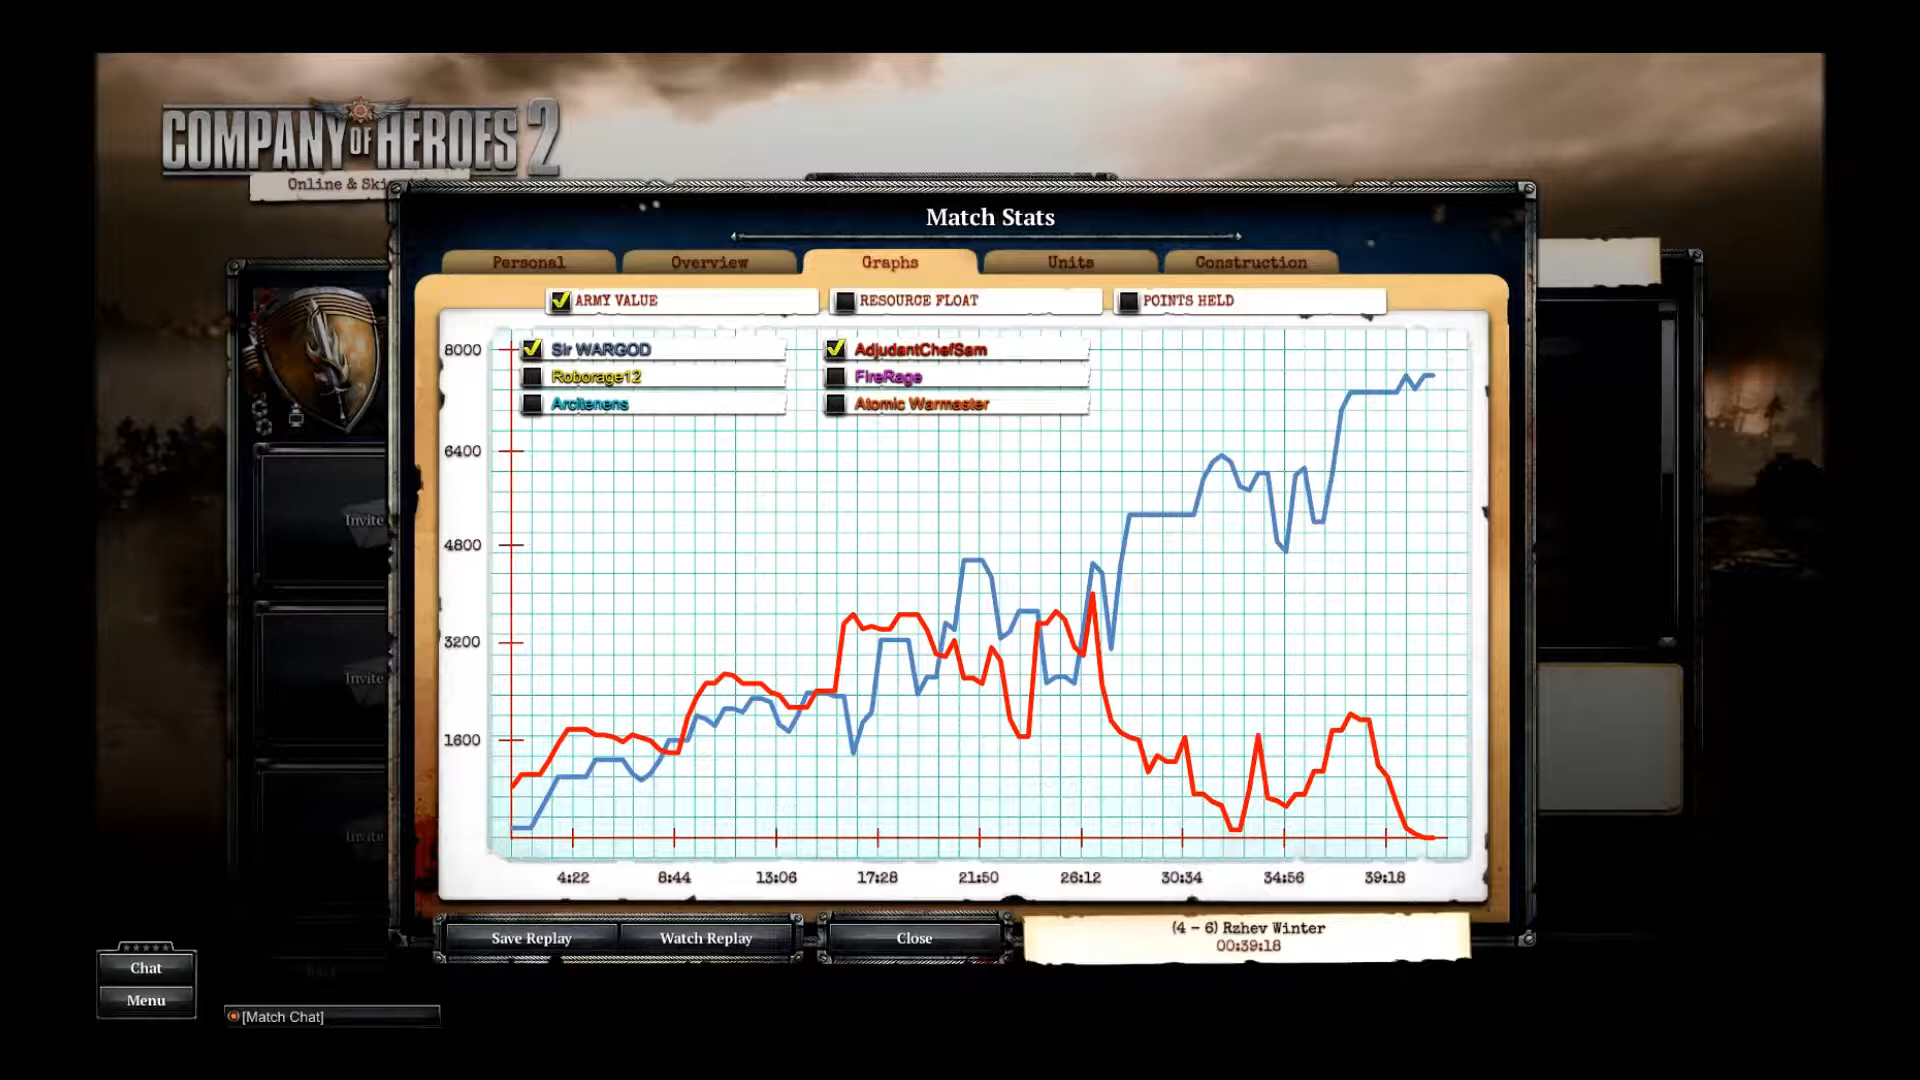 COMPANY OF HEROES 2
Online & Ski
Match Stats
Personal
Overview
Graphs
Units
Construction
ARMY VALUE
RESOURCE FLOAT
POINTS HELD
Sir WARGOD
AdjudantChefSam
Roborage12
FireRage
Arcitenens
Atomic Warmaster
8000
6400
4800
3200
1600
4:22
8:44
13:06
17:28
21:50
26:12
30:34
34:56
39:18
Invite
Invite
Invite
Save Replay
Watch Replay
Close
(4 - 6) Rzhev Winter
00:39:18
Chat
Menu
[Match Chat]